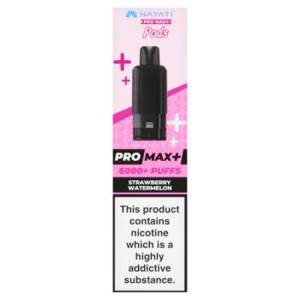 HAYATI
PRO MAX+
Pods
PRO MAX+
6000+ PUFFS
STRAWBERRY
WATERMELON
This product
contains
nicotine
which is a
highly
addictive
substance.